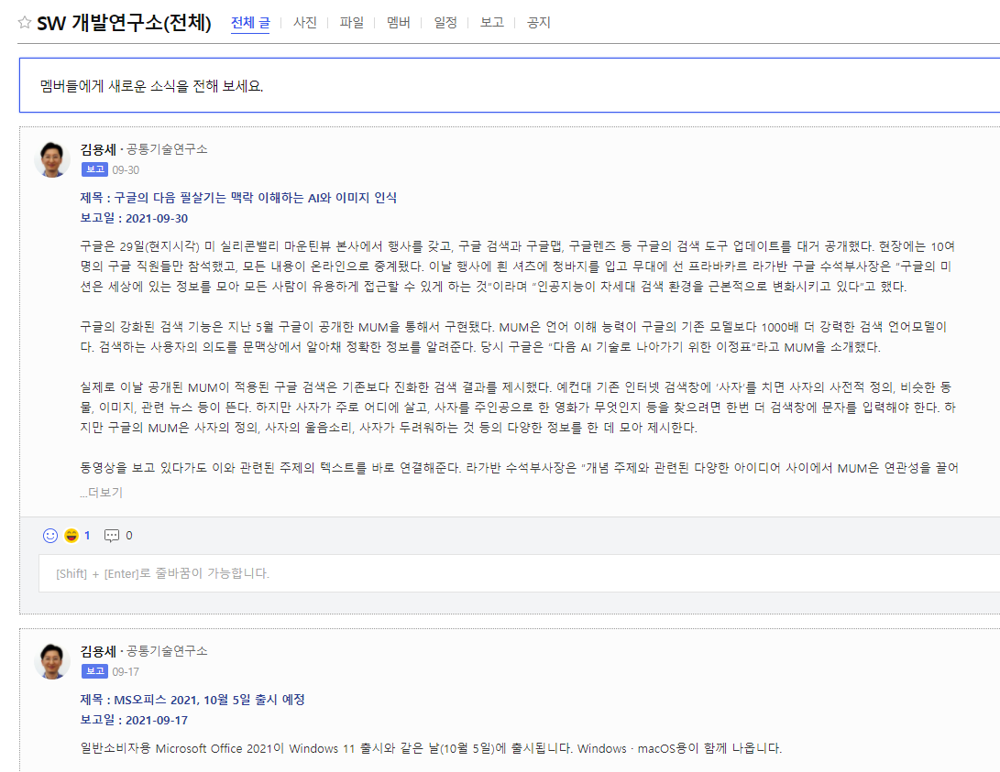 SW 개발연구소(전체) 전체 글 사진 파일 멤버 일정 보고 공지
멤버들에게 새로운 소식을 전해 보세요.
김용세 · 공통기술연구소
보고 09-30
제목 : 구글의 다음 필살기는 맥락 이해하는 AI와 이미지 인식
보고일 : 2021-09-30
구글은 29일(현지시각) 미 실리콘밸리 마운틴뷰 본사에서 행사를 갖고, 구글 검색과 구글맵, 구글렌즈 등 구글의 검색 도구 업데이트를 대거 공개했다. 현장에는 10여
명의 구글 직원들만 참석했고, 모든 내용이 온라인으로 중계됐다. 이날 행사에 흰 셔츠에 청바지를 입고 무대에 선 프라바카르 라가반 구글 수석부사장은 “구글의 미
션은 세상에 있는 정보를 모아 모든 사람이 유용하게 접근할 수 있게 하는 것”이라며 “인공지능이 차세대 검색 환경을 근본적으로 변화시키고 있다”고 했다.
구글의 강화된 검색 기능은 지난 5월 구글이 공개한 MUM을 통해서 구현됐다. MUM은 언어 이해 능력이 구글의 기존 모델보다 1000배 더 강력한 검색 언어모델이
다. 검색하는 사용자의 의도를 문맥상에서 알아채 정확한 정보를 알려준다. 당시 구글은 “다음 AI 기술로 나아가기 위한 이정표”라고 MUM을 소개했다.
실제로 이날 공개된 MUM이 적용된 구글 검색은 기존보다 진화한 검색 결과를 제시했다. 예컨대 기존 인터넷 검색창에 ‘사자’를 치면 사자의 사전적 정의, 비슷한 동
물, 이미지, 관련 뉴스 등이 뜬다. 하지만 사자가 주로 어디에 살고, 사자를 주인공으로 한 영화가 무엇인지 등을 찾으려면 한번 더 검색창에 문자를 입력해야 한다. 하
지만 구글의 MUM은 사자의 정의, 사자의 울음소리, 사자가 두려워하는 것 등의 다양한 정보를 한 데 모아 제시한다.
동영상을 보고 있다가도 이와 관련된 주제의 텍스트를 바로 연결해준다. 라가반 수석부사장은 “개념 주제와 관련된 다양한 아이디어 사이에서 MUM은 연관성을 끌어
...더보기
1 0
[Shift] + [Enter]로 줄바꿈이 가능합니다.
김용세 · 공통기술연구소
보고 09-17
제목 : MS오피스 2021, 10월 5일 출시 예정
보고일 : 2021-09-17
일반소비자용 Microsoft Office 2021이 Windows 11 출시와 같은 날(10월 5일)에 출시됩니다. Windows · macOS용이 함께 나옵니다.